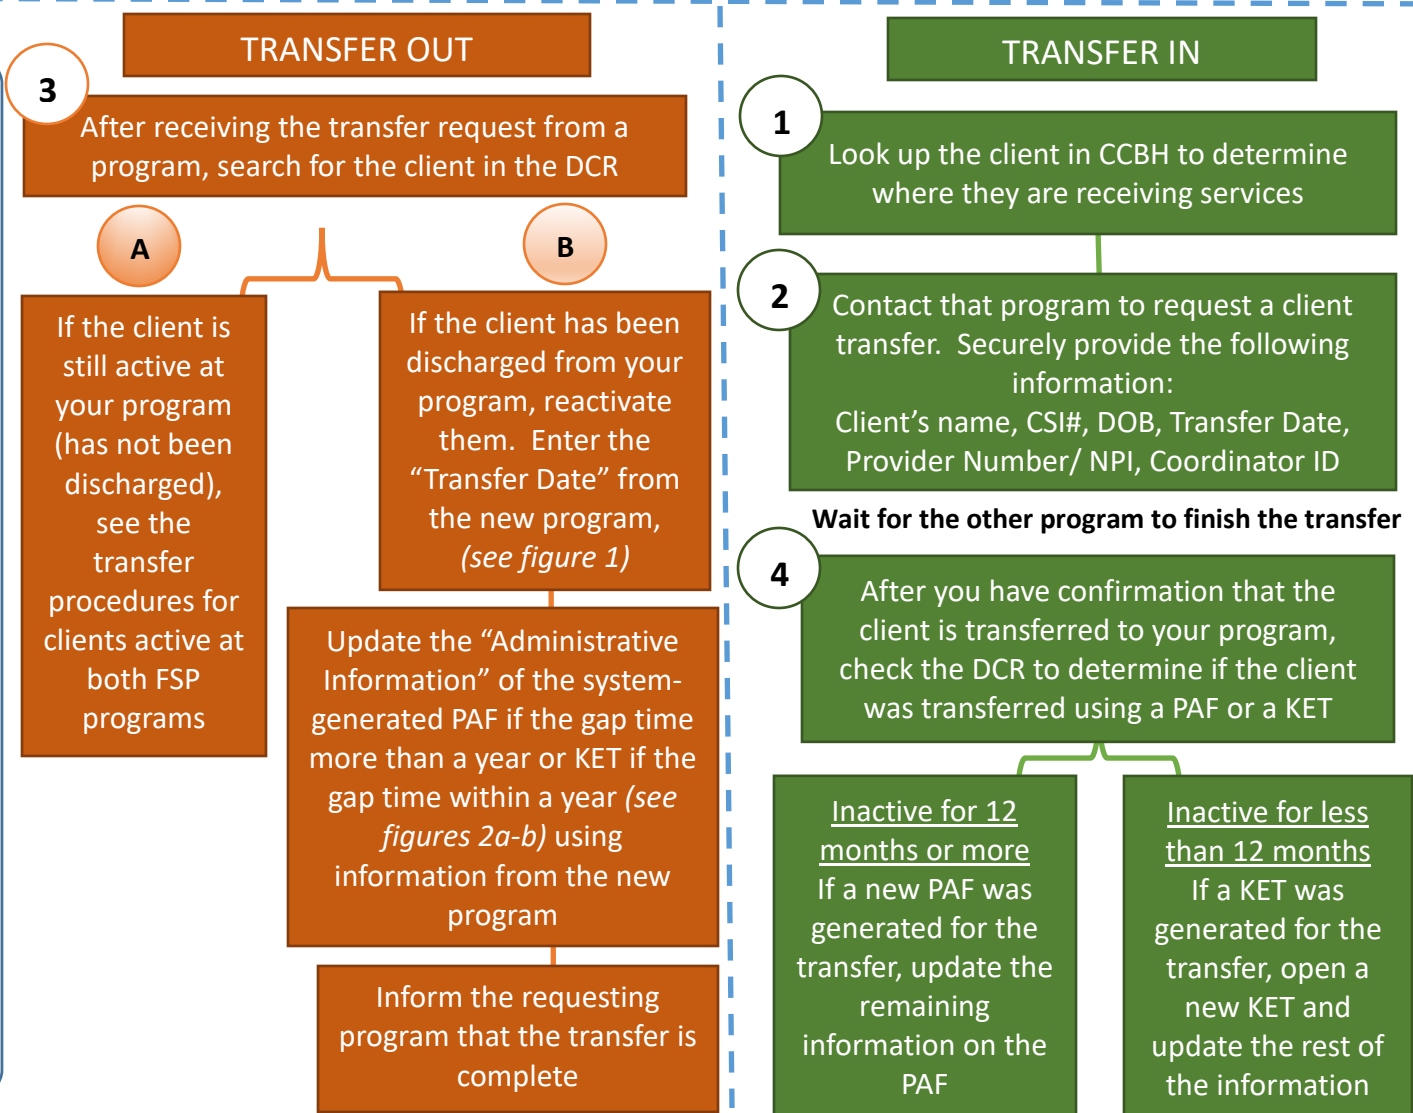 TRANSFER OUT
3
After receiving the transfer request from a
program, search for the client in the DCR
A
If the client is
still active at
your program
(has not been
discharged),
see the
transfer
procedures for
clients active at
both FSP
programs
B
If the client has been
discharged from your
program, reactivate
them.  Enter the
“Transfer Date” from
the new program,
(see figure 1)
Update the “Administrative
Information” of the system-
generated PAF if the gap time
more than a year or KET if the
gap time within a year (see
figures 2a-b) using
information from the new
program
Inform the requesting
program that the transfer is
complete
TRANSFER IN
1
Look up the client in CCBH to determine
where they are receiving services
2
Contact that program to request a client
transfer.  Securely provide the following
information:
Client’s name, CSI#, DOB, Transfer Date,
Provider Number/ NPI, Coordinator ID
Wait for the other program to finish the transfer
4
After you have confirmation that the
client is transferred to your program,
check the DCR to determine if the client
was transferred using a PAF or a KET
Inactive for 12
months or more
If a new PAF was
generated for the
transfer, update the
remaining
information on the
PAF
Inactive for less
than 12 months
If a KET was
generated for the
transfer, open a
new KET and
update the rest of
the information